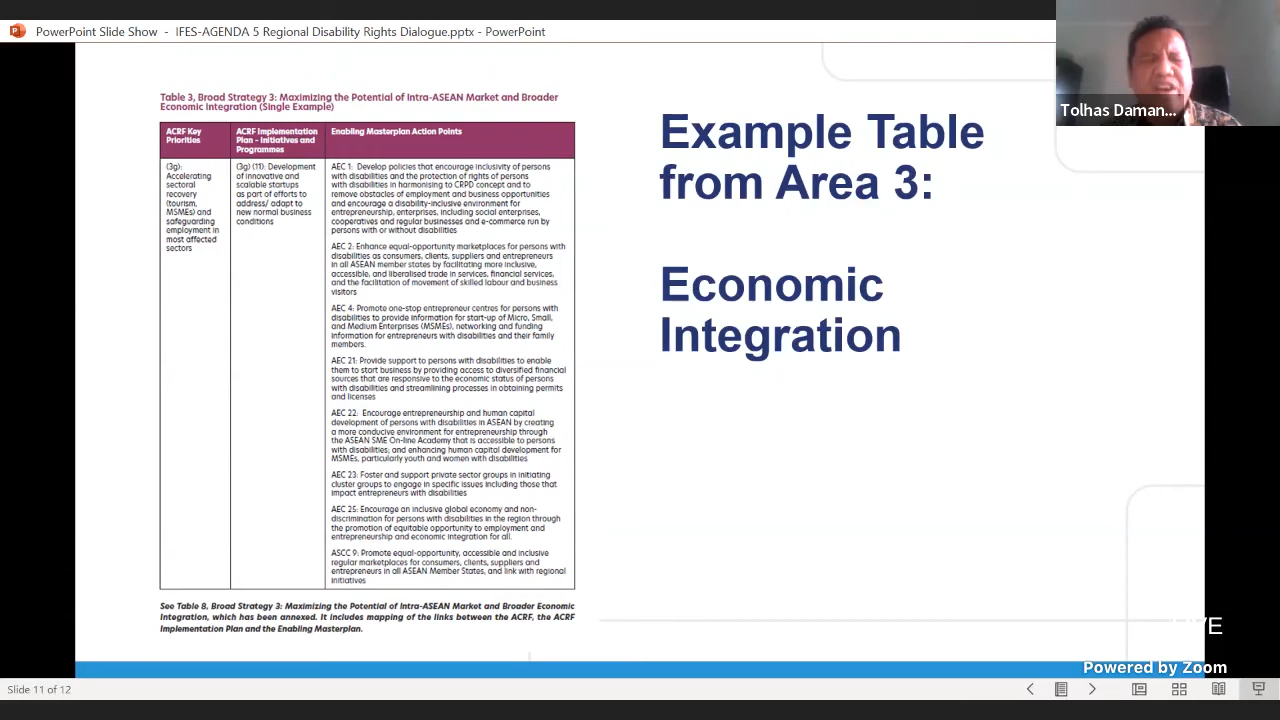 PowerPoint Slide Show - IFES-AGENDA 5 Regional Disability Rights Dialogue.pptx - PowerPoint
Tolhas Daman...
Table 3, Broad Strategy 3: Maximizing the Potential of Intra-ASEAN Market and Broader
Economic Integration (Single Example)
ACRF Key
Priorities
ACRF Implementation
Plan - Initiatives and
Programmes
Enabling Masterplan Action Points
(3g):
Accelerating
sectoral
recovery
(tourism,
MSMEs) and
safeguarding
employment in
most affected
sectors
(3g) (11): Development
of innovative and
scalable startups
as part of efforts to
address/ adapt to
new normal business
conditions
AEC 1: Develop policies that encourage inclusivity of persons
with disabilities and the protection of rights of persons
with disabilities in harmonising to CRPD concept and to
remove obstacles of employment and business opportunities
and encourage a disability-inclusive environment for
entrepreneurship, enterprises, including social enterprises,
cooperatives and regular businesses and e-commerce run by
persons with or without disabilities
AEC 2: Enhance equal-opportunity marketplaces for persons with
disabilities as consumers, clients, suppliers and entrepreneurs
in all ASEAN member states by facilitating more inclusive,
accessible, and liberalised trade in services, financial services,
and the facilitation of movement of skilled labour and business
visitors
AEC 4: Promote one-stop entrepreneur centres for persons with
disabilities to provide information for start-up of Micro, Small,
and Medium Enterprises (MSMEs), networking and funding
information for entrepreneurs with disabilities and their family
members.
AEC 21: Provide support to persons with disabilities to enable
them to start business by providing access to diversified financial
sources that are responsive to the economic status of persons
with disabilities and streamlining processes in obtaining permits
and licenses
AEC 22: Encourage entrepreneurship and human capital
development of persons with disabilities in ASEAN by creating
a more conducive environment for entrepreneurship through
the ASEAN SME On-line Academy that is accessible to persons
with disabilities; and enhancing human capital development for
MSMEs, particularly youth and women with disabilities
AEC 23: Foster and support private sector groups in initiating
cluster groups to engage in specific issues including those that
impact entrepreneurs with disabilities
AEC 25: Encourage an inclusive global economy and non-
discrimination for persons with disabilities in the region through
the promotion of equitable opportunity to employment and
entrepreneurship and economic integration for all.
ASCC 9: Promote equal-opportunity, accessible and inclusive
regular marketplaces for consumers, clients, suppliers and
entrepreneurs in all ASEAN Member States, and link with regional
initiatives
See Table 8, Broad Strategy 3: Maximizing the Potential of Intra-ASEAN Market and Broader Economic
Integration, which has been annexed. It includes mapping of the links between the ACRF, the ACRF
Implementation Plan and the Enabling Masterplan.
Example Table
from Area 3:
Economic
Integration
Powered by Zoom
Slide 11 of 12